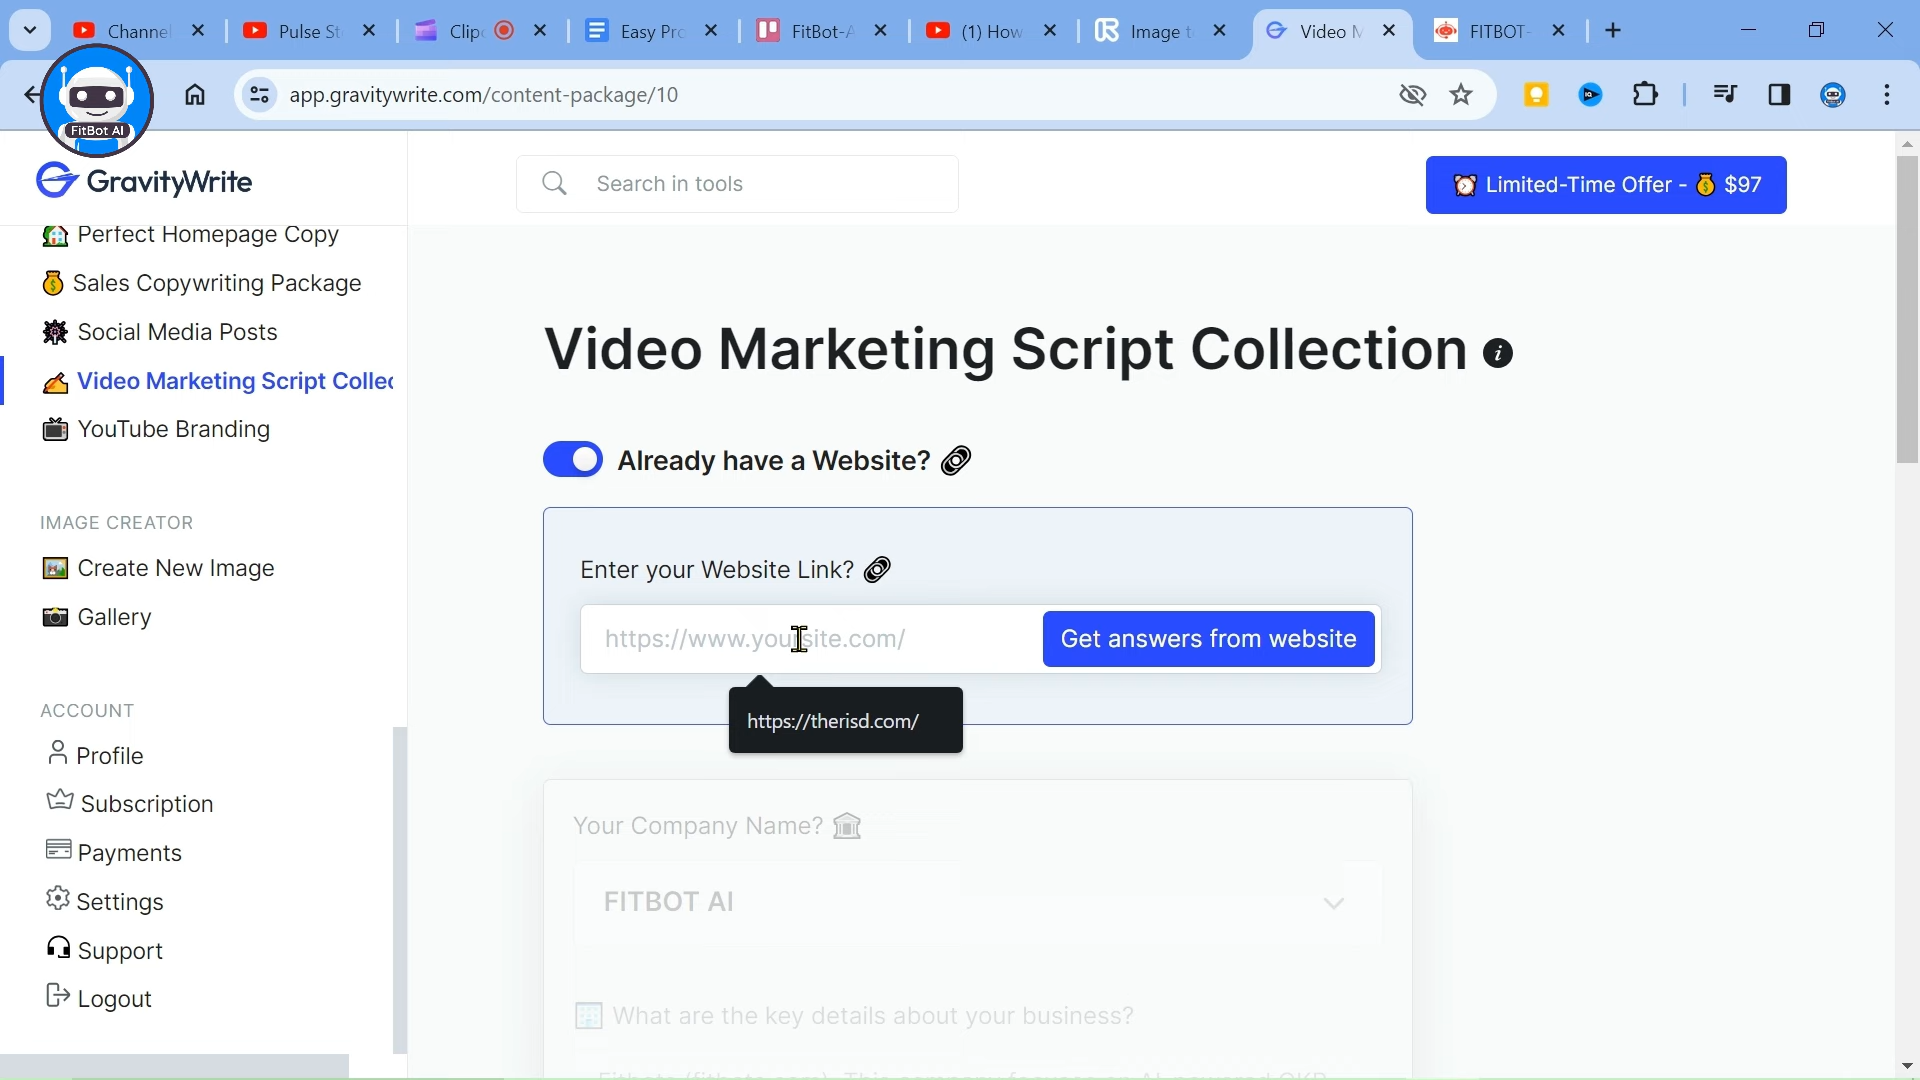 Channe
Pulse St
Clip
Easy Pro
FitBot-A
(1) How
Image t
Video M
FITBOT-
app.gravitywrite.com/content-package/10
FitBot AI
GravityWrite
Search in tools
Limited-Time Offer - $97
Perfect Homepage Copy
Sales Copywriting Package
Social Media Posts
Video Marketing Script Collec
YouTube Branding
IMAGE CREATOR
Create New Image
Gallery
ACCOUNT
Profile
Subscription
Payments
Settings
Support
Logout
Video Marketing Script Collection
Already have a Website?
Enter your Website Link?
https://www.yoursite.com/
Get answers from website
https://therisd.com/
Your Company Name?
FITBOT AI
What are the key details about your business?